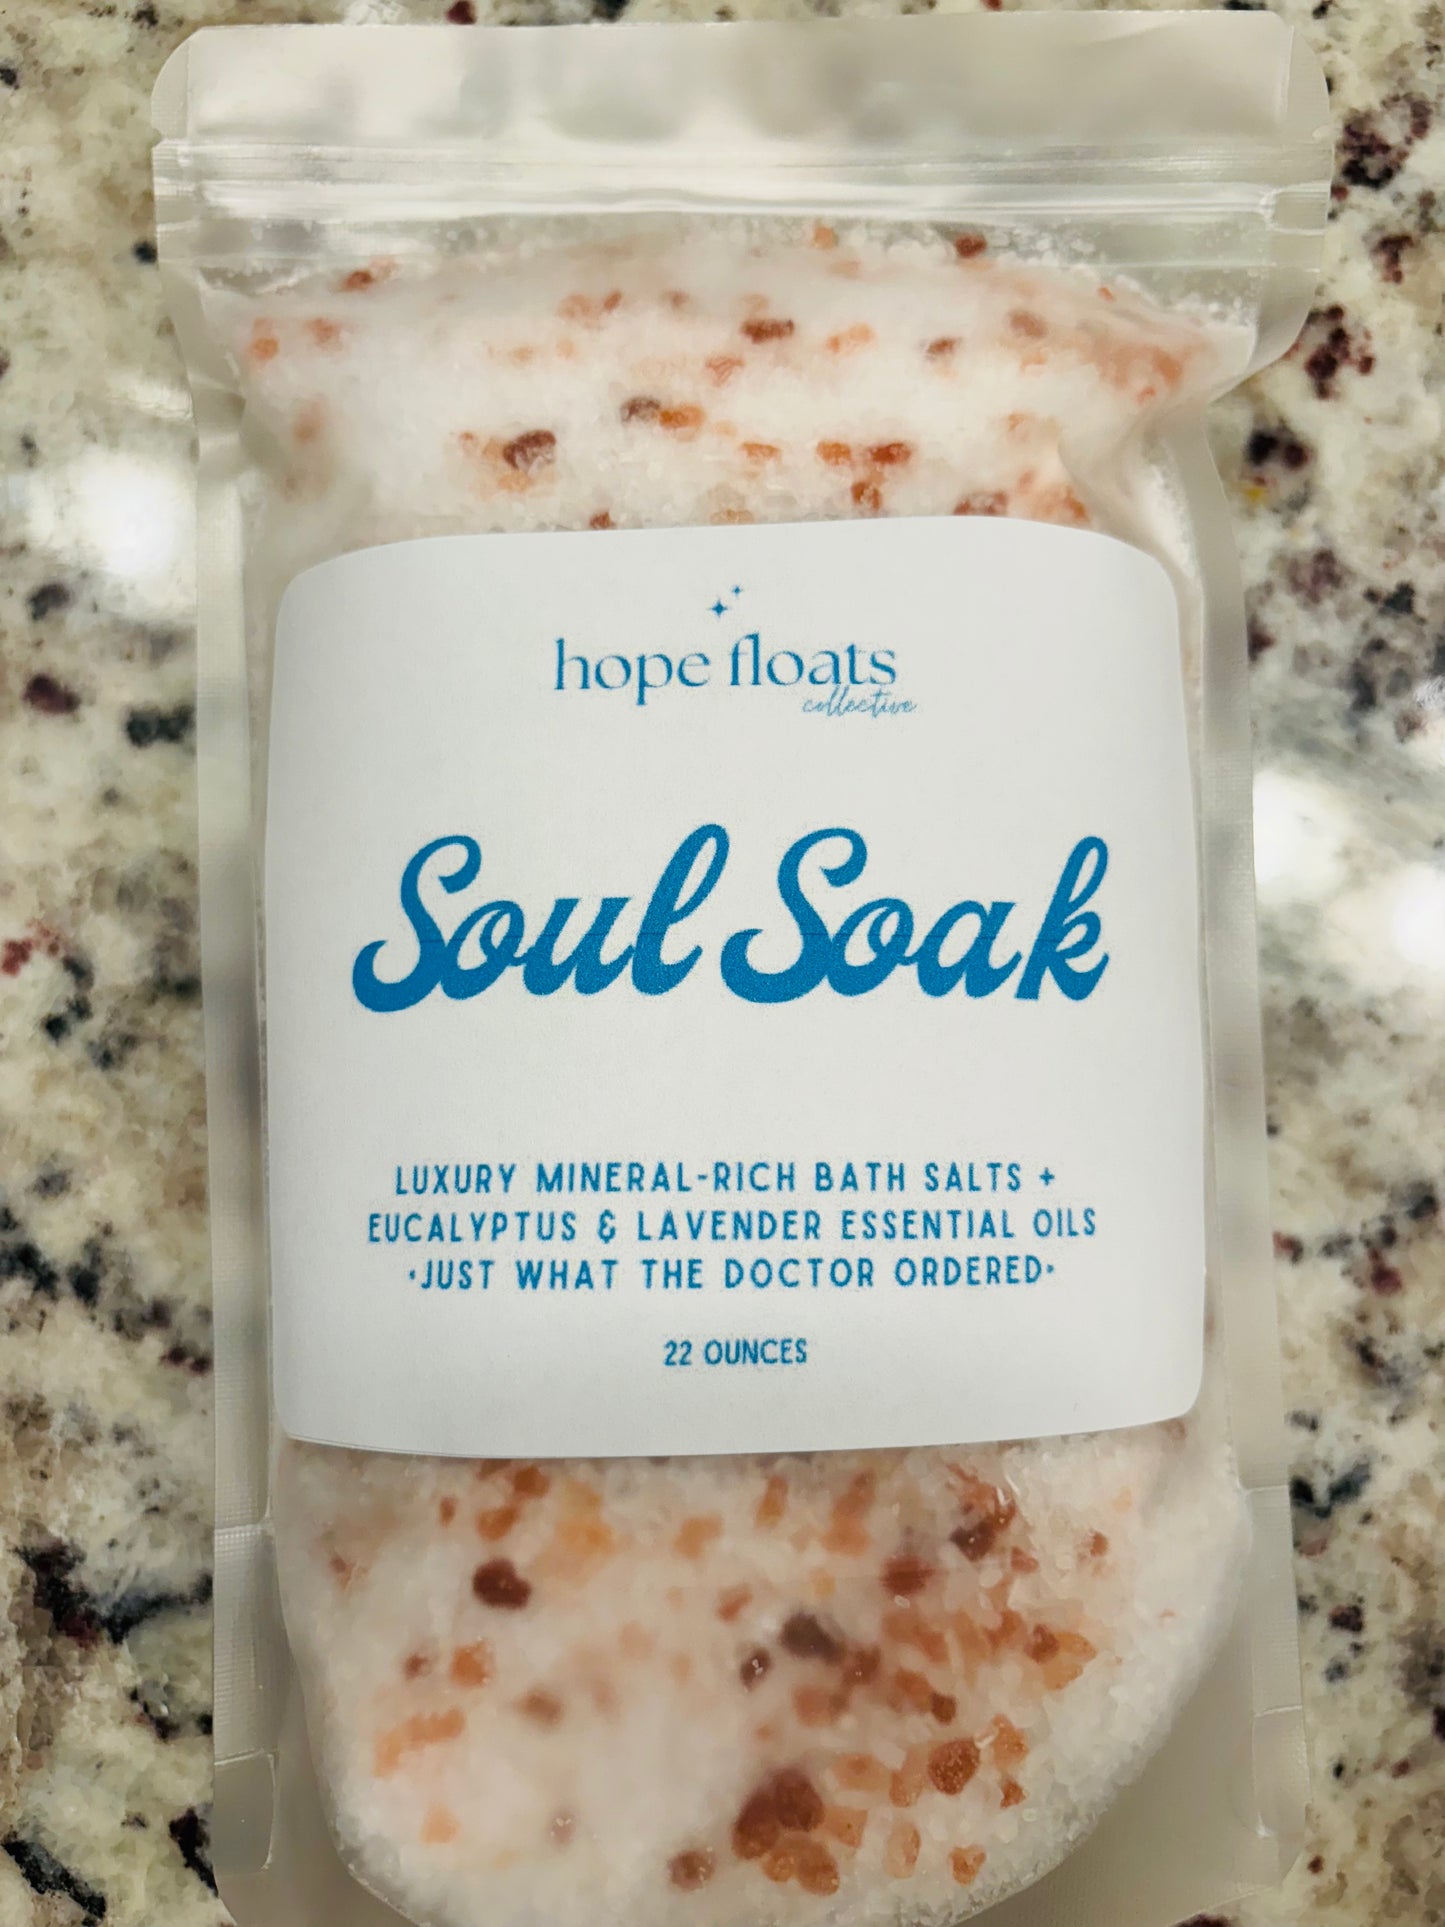 hope floats
collective
Soul Soak
LUXURY MINERAL-RICH BATH SALTS +
EUCALYPTUS & LAVENDER ESSENTIAL OILS
•JUST WHAT THE DOCTOR ORDERED•
22 OUNCES